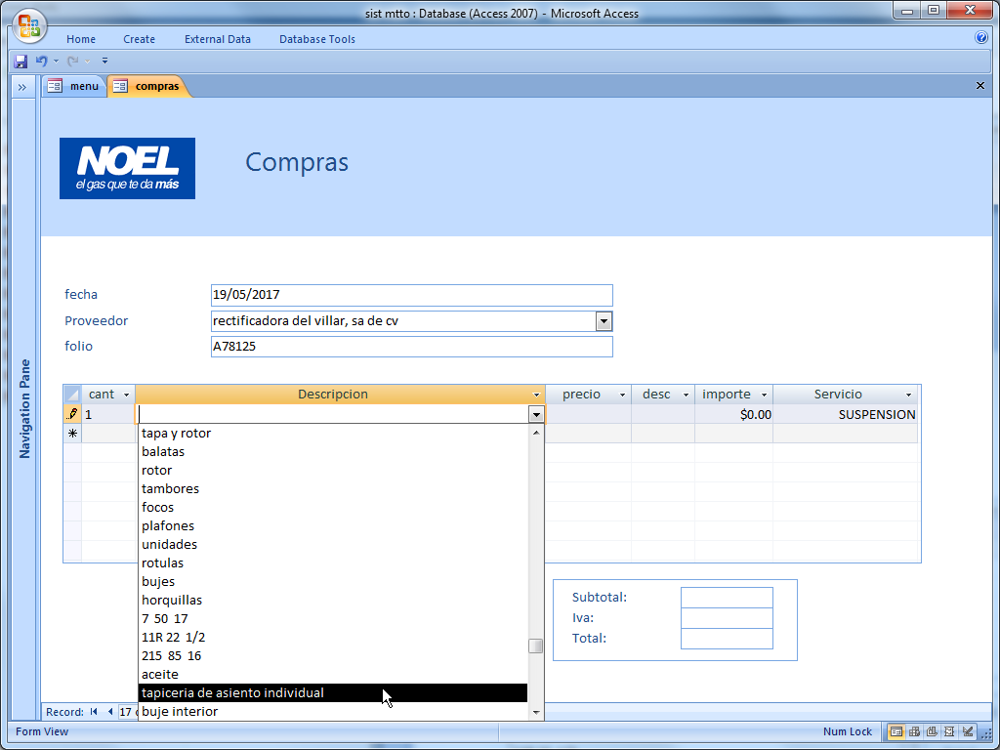 sist mtto : Database (Access 2007) - Microsoft Access
Home Create External Data Database Tools
menu compras
NOEL
el gas que te da más
Compras
Navigation Pane
fecha 19/05/2017
Proveedor rectificadora del villar, sa de cv
folio A78125
cant Descripcion precio desc importe Servicio
1 $0.00 SUSPENSION
tapa y rotor
balatas
rotor
tambores
focos
plafones
unidades
rotulas
bujes
horquillas
7 50 17
11R 22 1/2
215 85 16
aceite
tapiceria de asiento individual
buje interior
Subtotal:
Iva:
Total:
Record: 17
Form View Num Lock